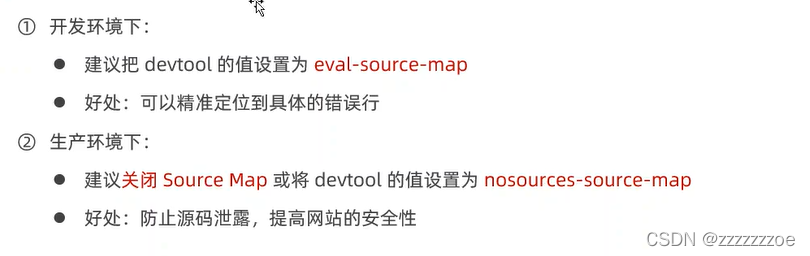 ① 开发环境下:
● 建议把 devtool 的值设置为 eval-source-map
● 好处:可以精准定位到具体的错误行
② 生产环境下:
● 建议关闭 Source Map 或将 devtool 的值设置为 nosources-source-map
● 好处:防止源码泄露,提高网站的安全性
CSDN @zzzzzzzoe